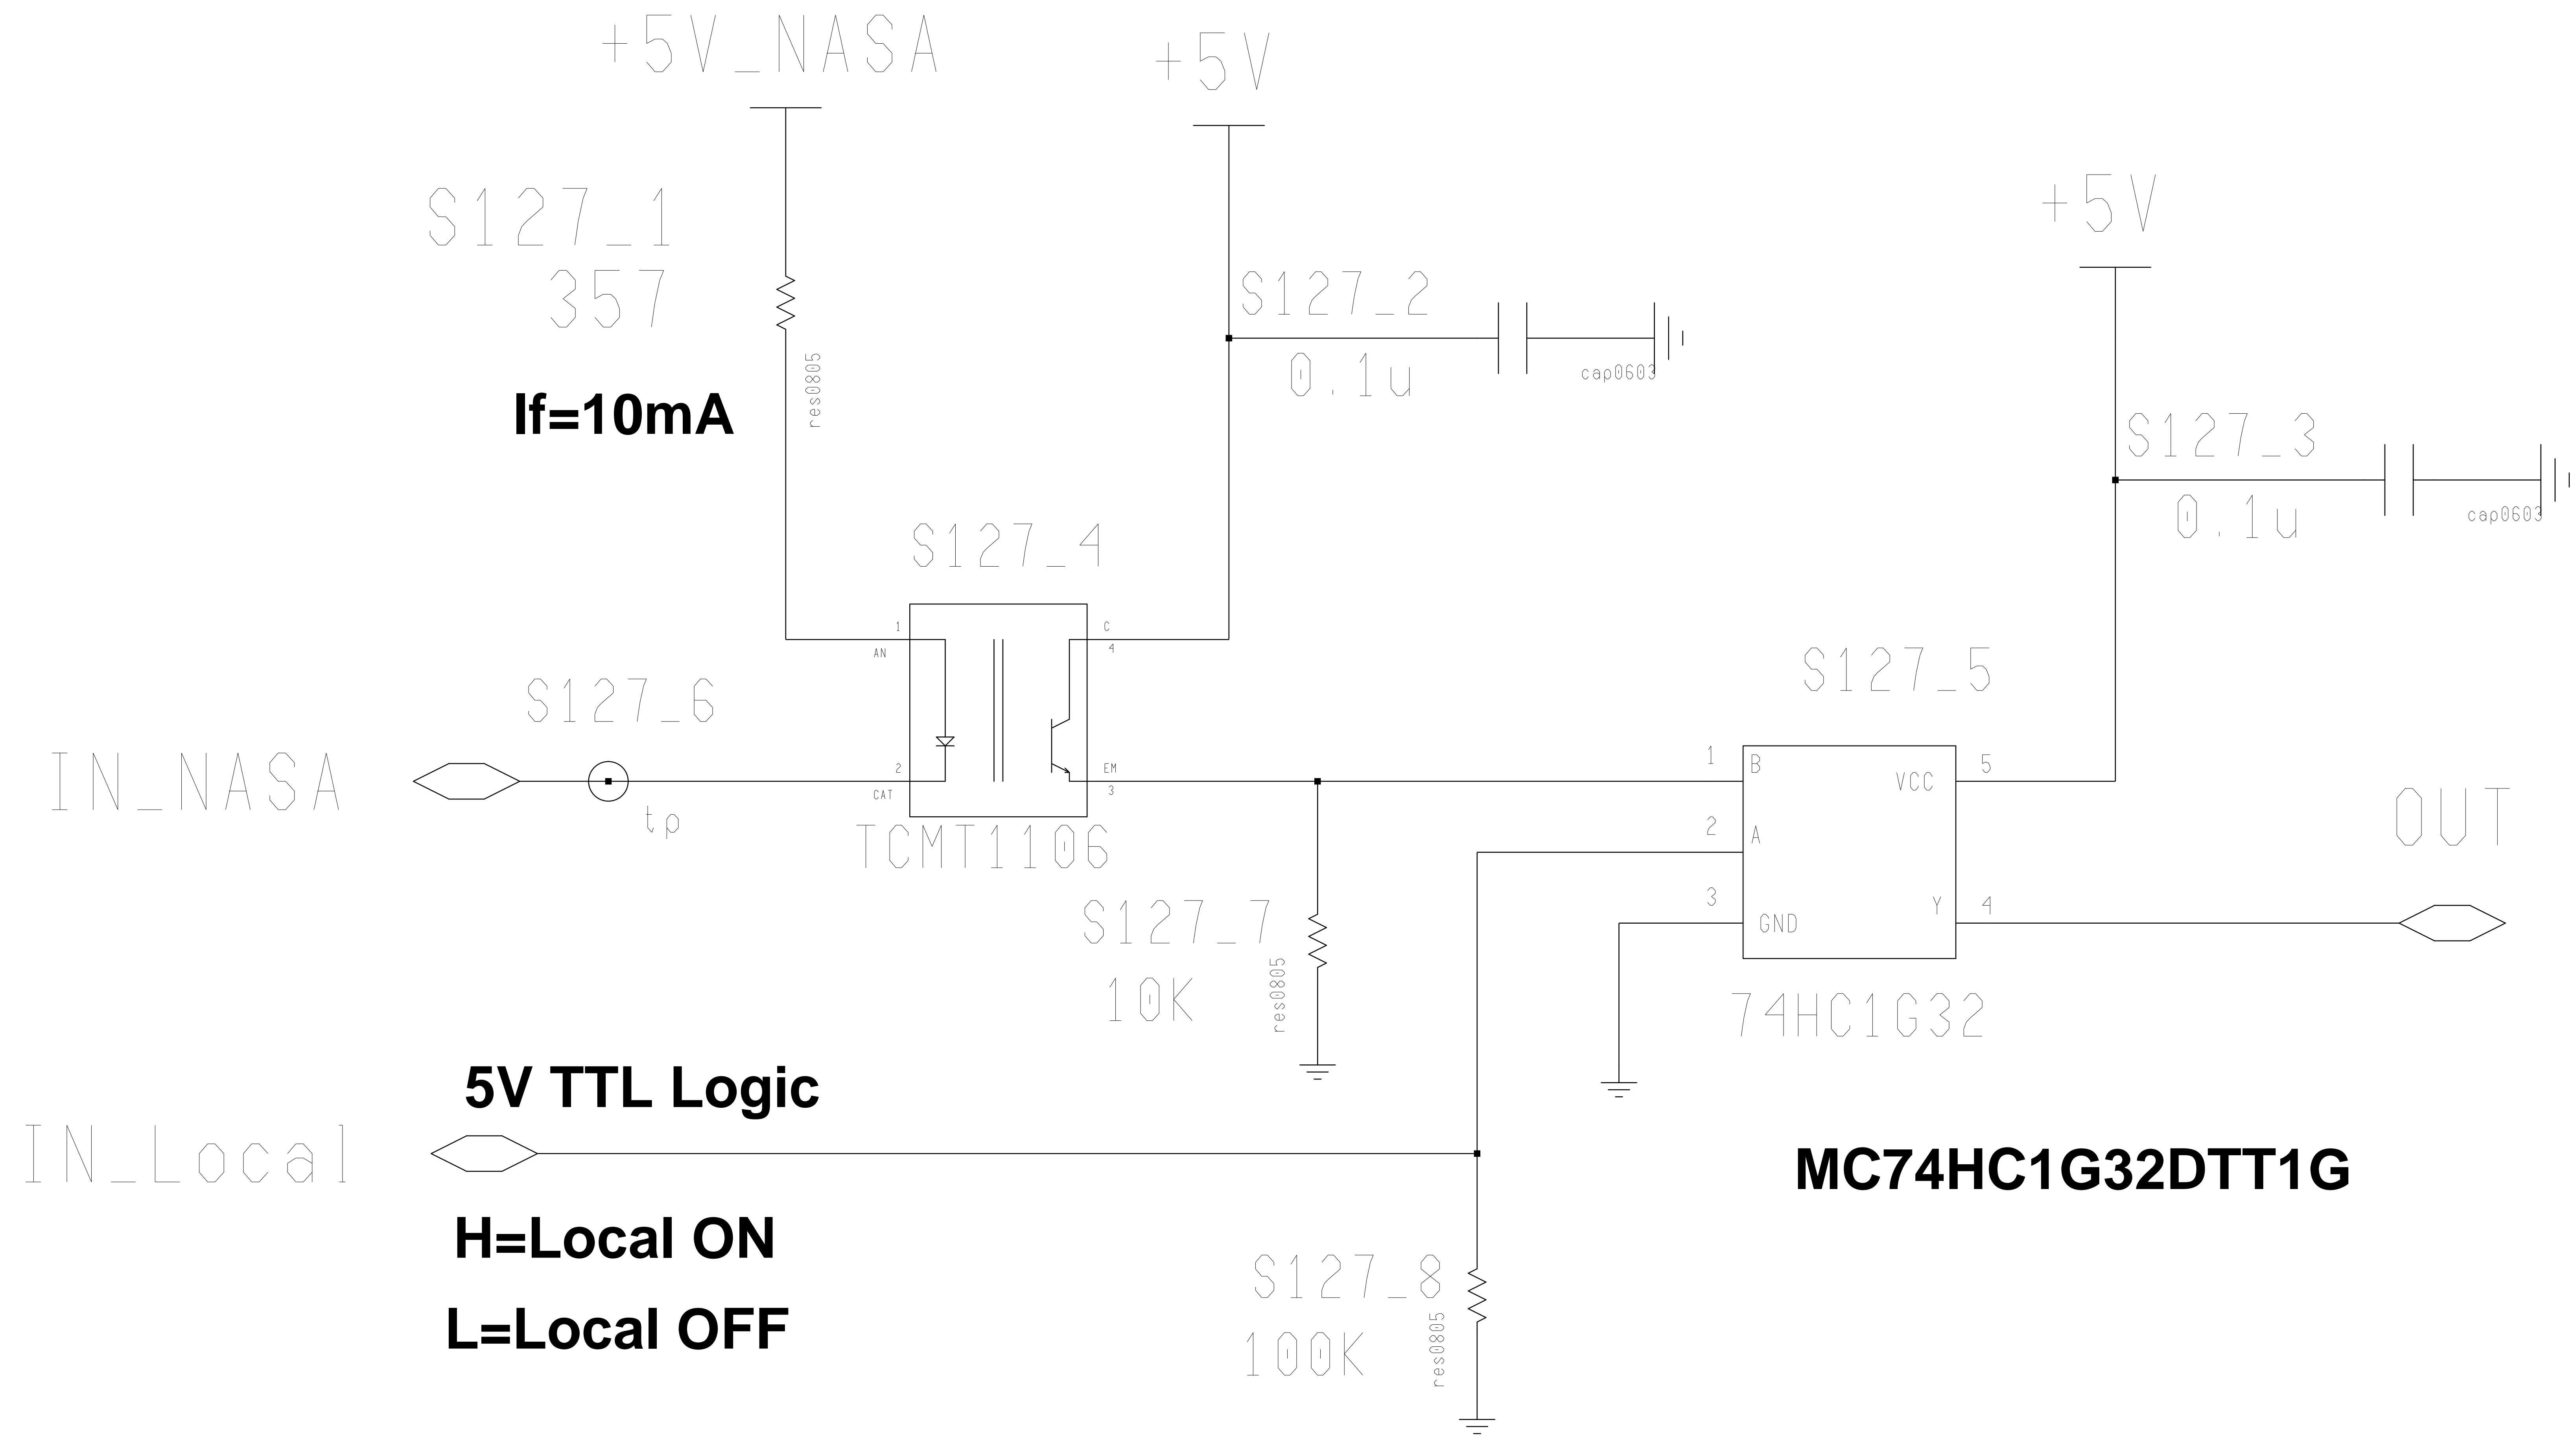 +5V_NASA
+5V
+5V
S127_1
357
res0805
If=10mA
S127_2
0.1u
cap0603
S127_3
0.1u
cap0603
S127_4
1
AN
C
4
2
CAT
EM
3
TCMT1106
IN_NASA
S127_6
tp
S127_5
1
B
2
A
3
GND
VCC
5
Y
4
74HC1G32
OUT
S127_7
10K
res0805
5V TTL Logic
IN_Local
H=Local ON
L=Local OFF
MC74HC1G32DTT1G
S127_8
100K
res0805